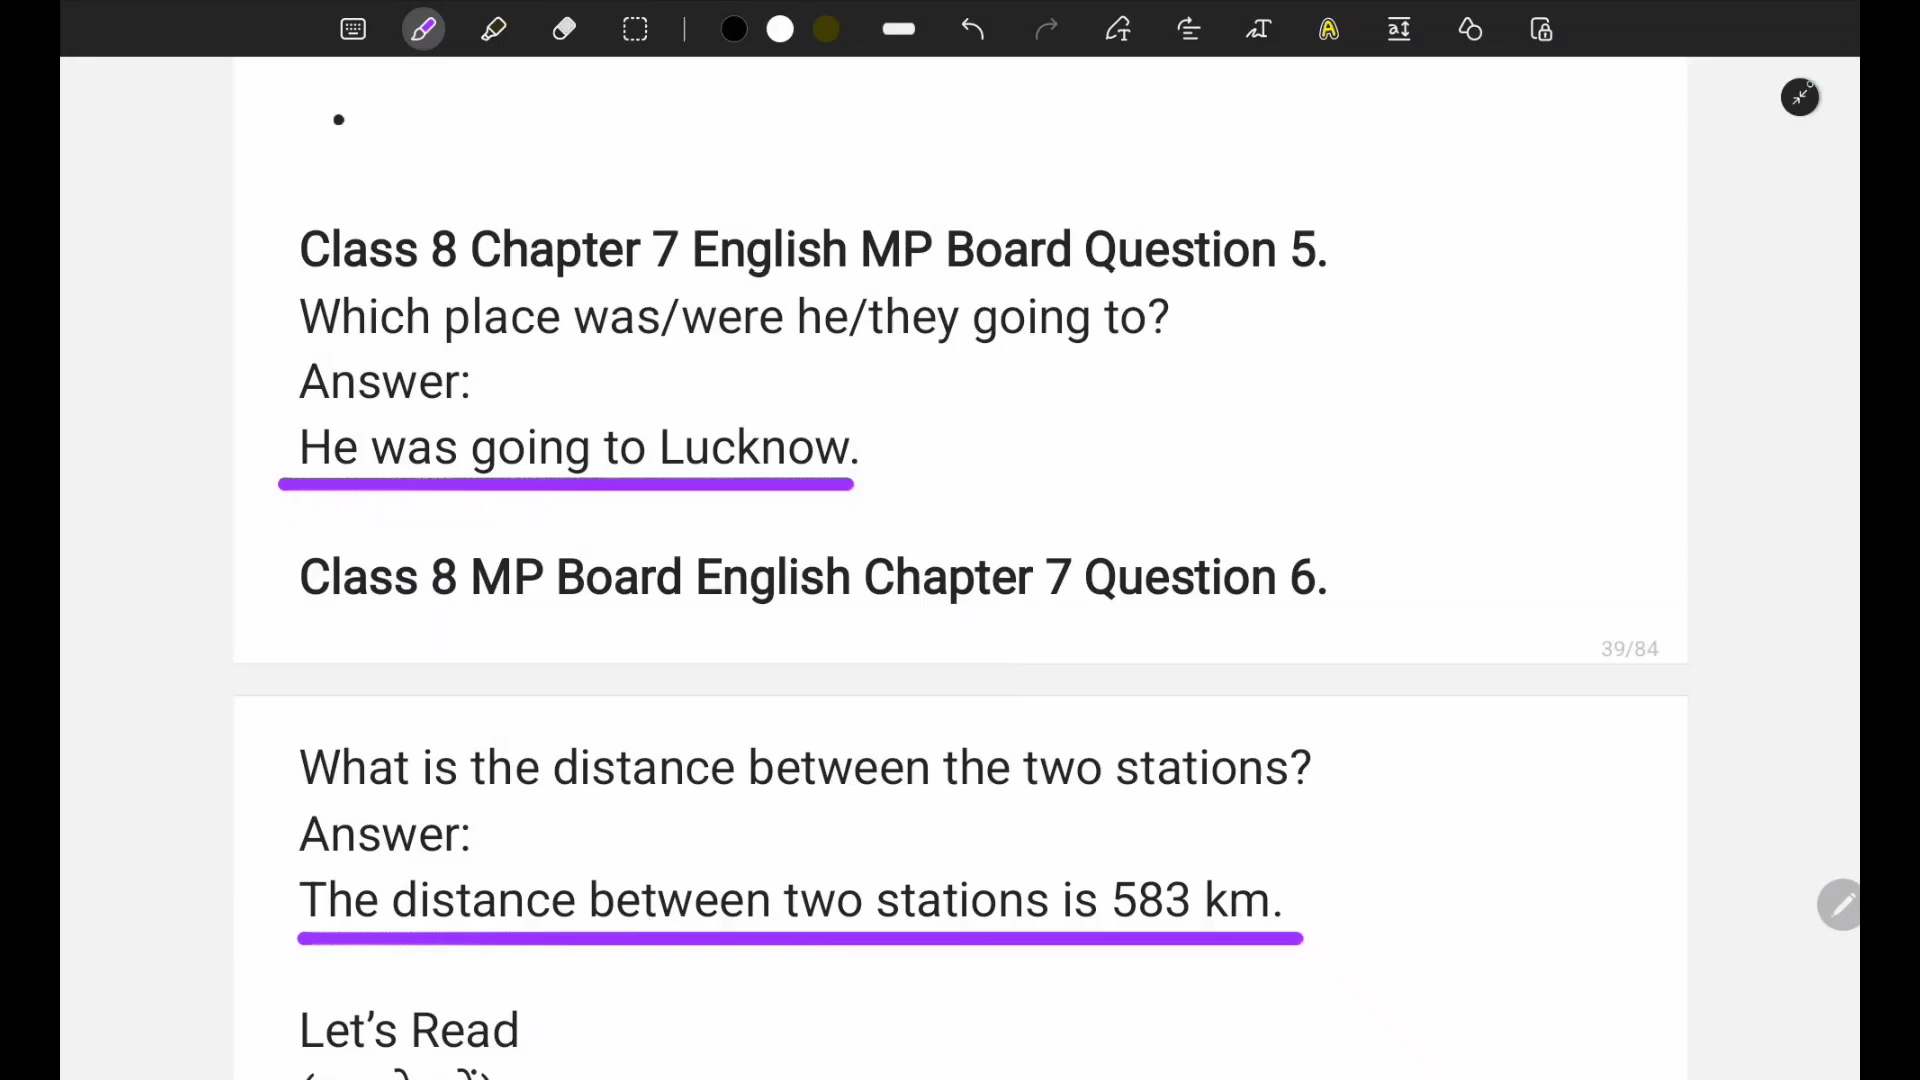 Class 8 Chapter 7 English MP Board Question 5.
Which place was/were he/they going to?
Answer:
He was going to Lucknow.
Class 8 MP Board English Chapter 7 Question 6.
39/84
What is the distance between the two stations?
Answer:
The distance between two stations is 583 km.
Let’s Read